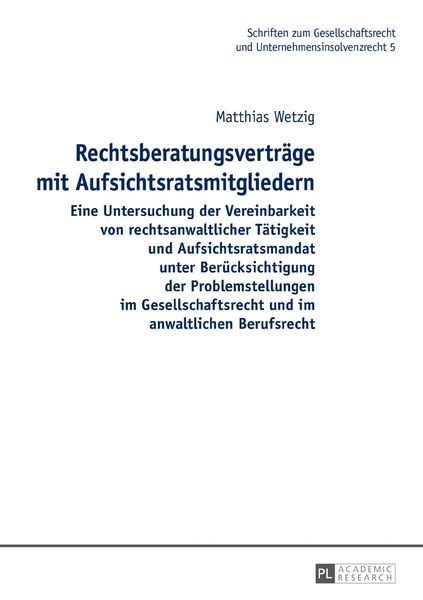 Schriften zum Gesellschaftsrecht
und Unternehmensinsolvenzrecht 5
Matthias Wetzig
Rechtsberatungsverträge
mit Aufsichtsratsmitgliedern
Eine Untersuchung der Vereinbarkeit
von rechtsanwaltlicher Tätigkeit
und Aufsichtsratsmandat
unter Berücksichtigung
der Problemstellungen
im Gesellschaftsrecht und im
anwaltlichen Berufsrecht
PL ACADEMIC
RESEARCH